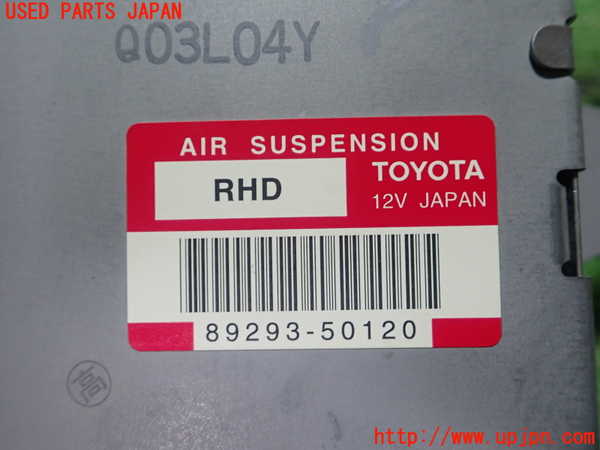 USED PARTS JAPAN
Q03L04Y
AIR SUSPENSION
RHD
TOYOTA
12V JAPAN
89293-50120
http://www.upjpn.com/